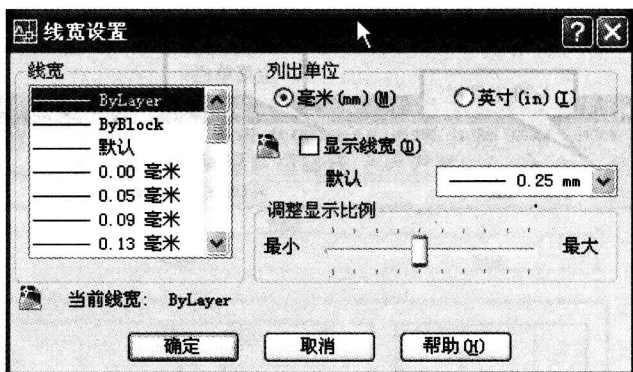 线宽设置
线宽
ByLayer
ByBlock
默认
0.00 毫米
0.05 毫米
0.09 毫米
0.13 毫米
列出单位
毫米(mm)(M)
英寸(in)(I)
显示线宽(D)
默认
0.25 mm
调整显示比例
最小
最大
当前线宽: ByLayer
确定
取消
帮助(H)